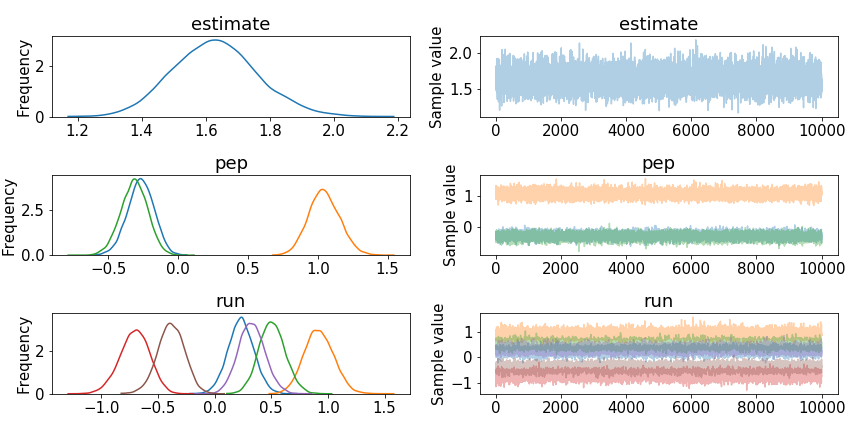 estimate
Frequency
2
0
1.2 1.4 1.6 1.8 2.0 2.2
estimate
Sample value
2.0
1.5
0 2000 4000 6000 8000 10000
pep
Frequency
2.5
0.0
−0.5 0.0 0.5 1.0 1.5
pep
Sample value
1
0
0 2000 4000 6000 8000 10000
run
Frequency
2
0
−1.0 −0.5 0.0 0.5 1.0 1.5
run
Sample value
1
0
−1
0 2000 4000 6000 8000 10000